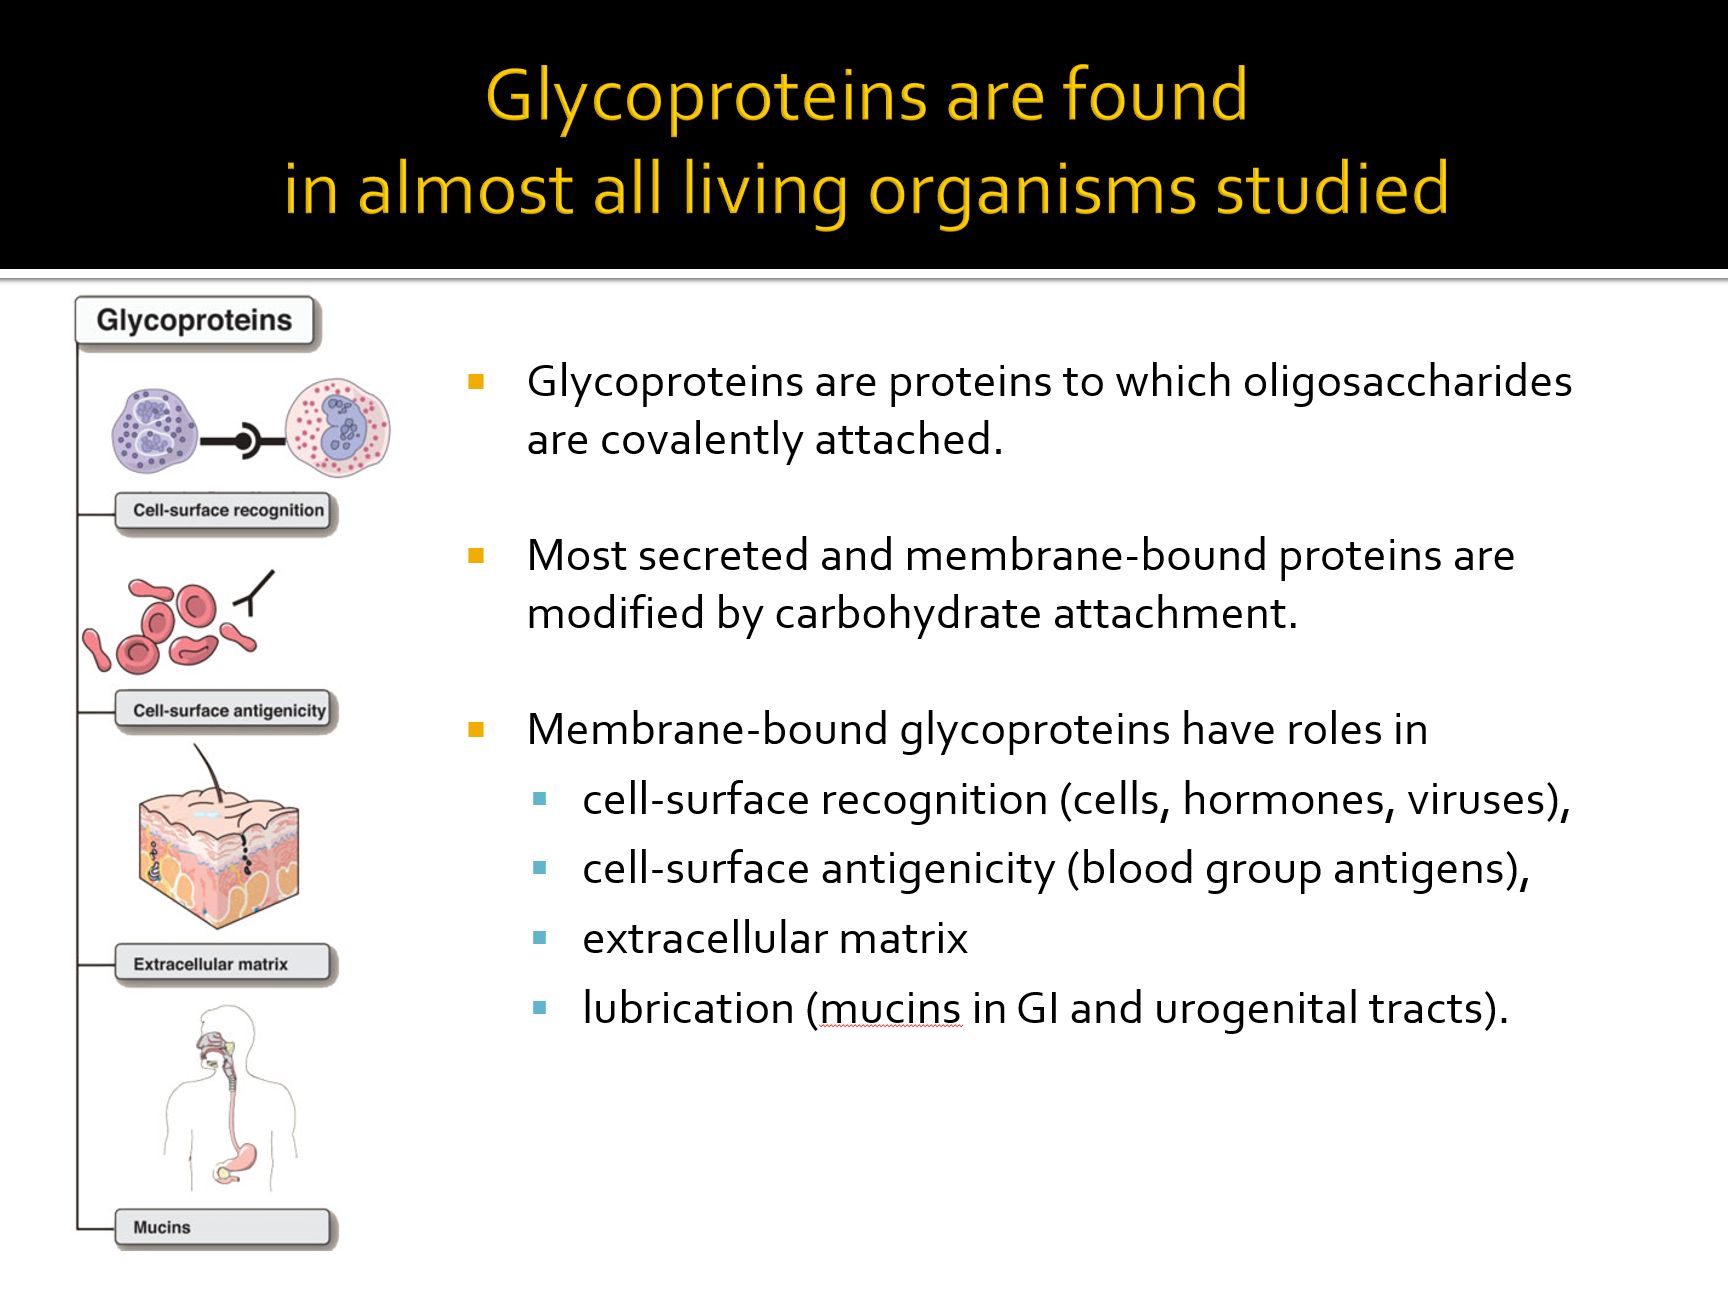 Glycoproteins are found
in almost all living organisms studied
Glycoproteins
Cell-surface recognition
Cell-surface antigenicity
Extracellular matrix
Mucins
Glycoproteins are proteins to which oligosaccharides
are covalently attached.
Most secreted and membrane-bound proteins are
modified by carbohydrate attachment.
Membrane-bound glycoproteins have roles in
cell-surface recognition (cells, hormones, viruses),
cell-surface antigenicity (blood group antigens),
extracellular matrix
lubrication (mucins in GI and urogenital tracts).